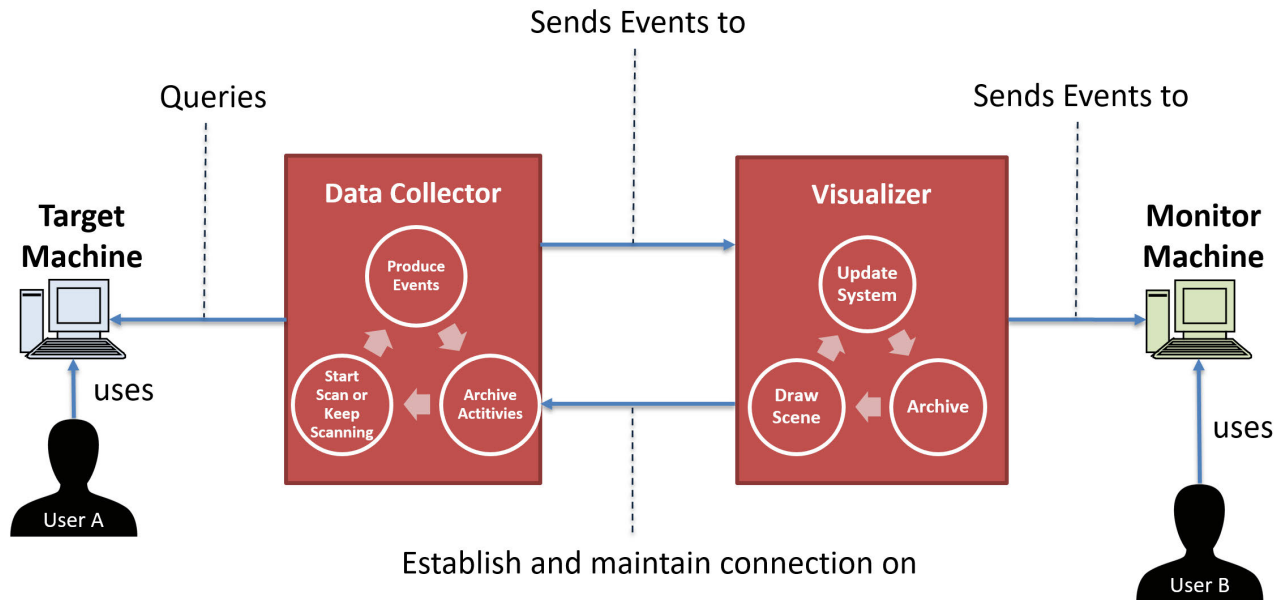 Sends Events to
Queries
Sends Events to
Data Collector
Visualizer
Target
Machine
Monitor
Machine
Produce
Events
Update
System
Start
Scan or
Keep
Scanning
Archive
Actitivies
Draw
Scene
Archive
uses
uses
User A
Establish and maintain connection on
User B